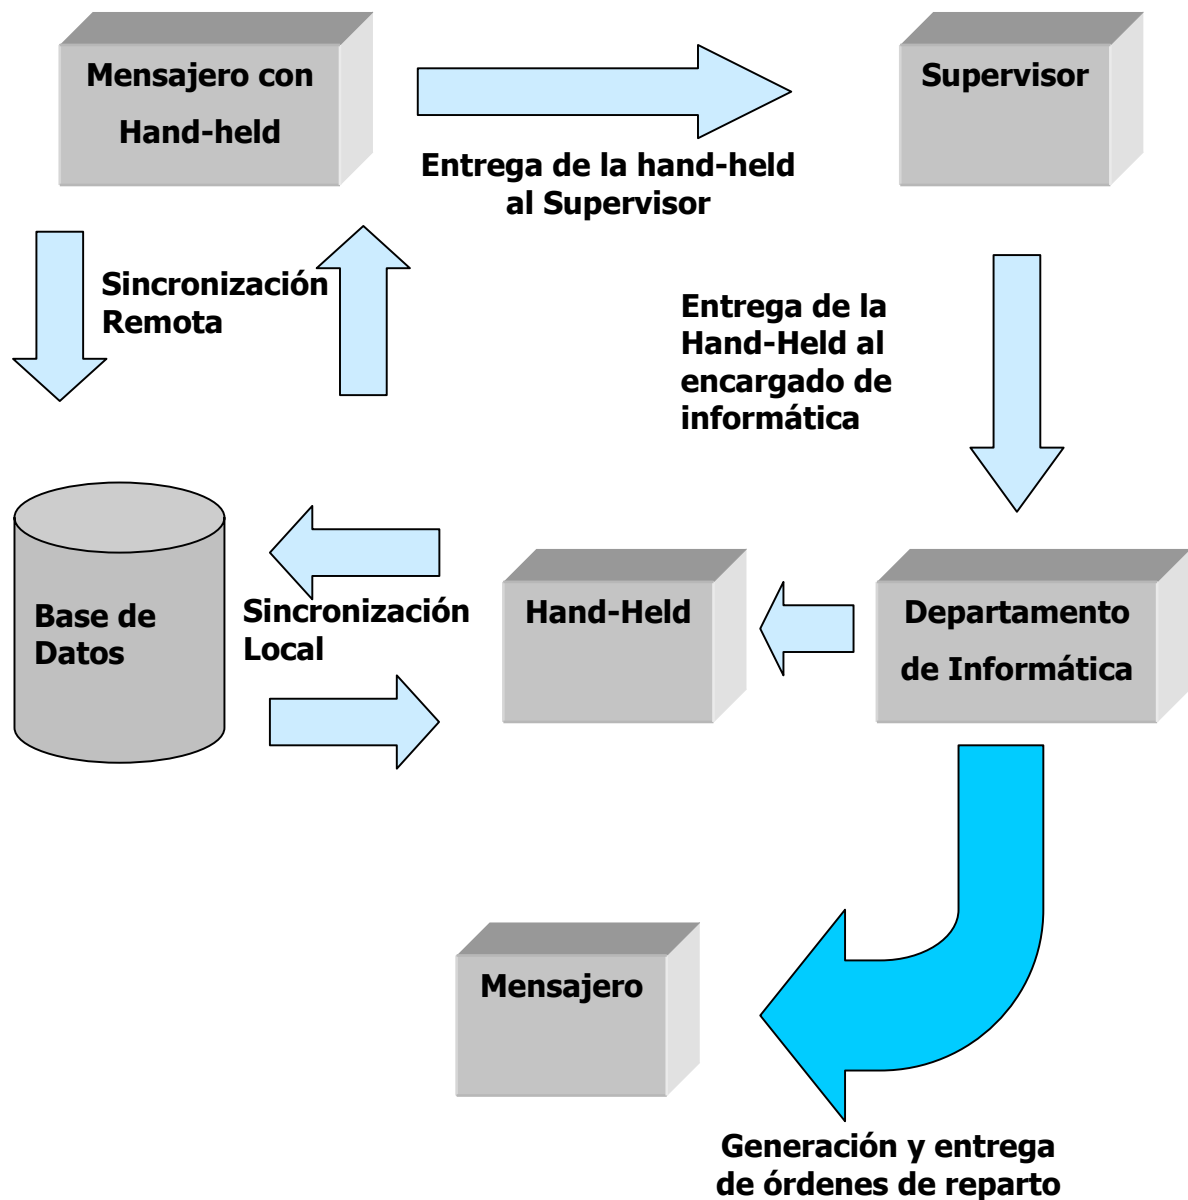 Mensajero con
Hand-held
Supervisor
Entrega de la hand-held
al Supervisor
Sincronización
Remota
Entrega de la
Hand-Held al
encargado de
informática
Base de
Datos
Sincronización
Local
Hand-Held
Departamento
de Informática
Mensajero
Generación y entrega
de órdenes de reparto